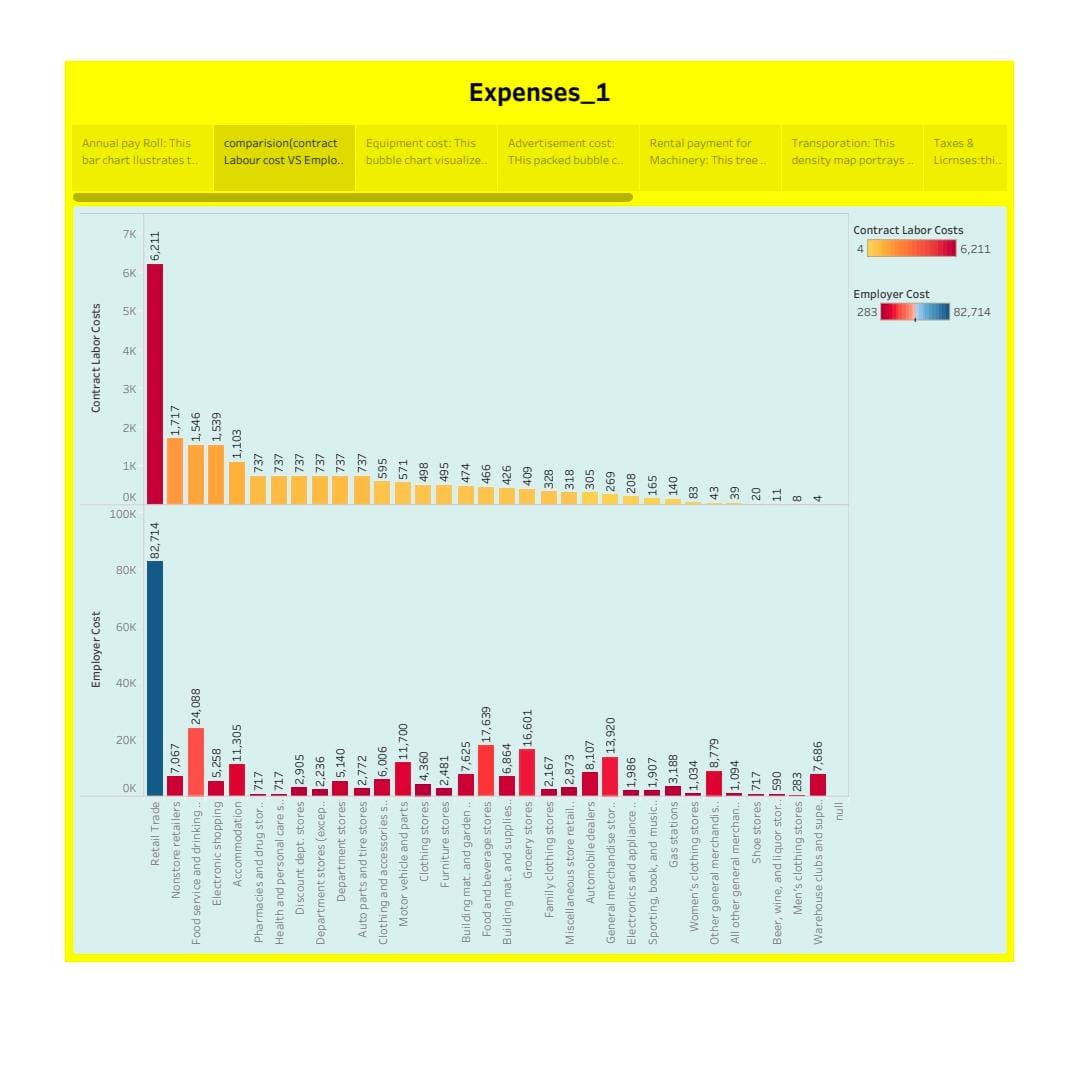 Expenses_1
Annual pay Roll: This
bar chart llustrates t..
comparision(contract
Labour cost VS Emplo..
Equipment cost: This
bubble chart visualize..
Advertisement cost:
THis packed bubble c..
Rental payment for
Machinery: This tree ..
Transporation: This
density map portrays ..
Taxes &
Licrnses:thi..
Contract Labor Costs
7K
6K
5K
4K
3K
2K
1K
0K
6,211
1,717
1,546
1,539
1,103
737
737
737
737
737
737
595
571
498
495
474
466
426
409
328
318
305
269
208
165
140
83
43
39
20
11
8
4
Employer Cost
100K
80K
60K
40K
20K
0K
82,714
7,067
24,088
5,258
11,305
717
717
2,905
2,236
5,140
2,772
6,006
11,700
4,360
2,481
7,625
17,639
6,864
16,601
2,167
2,873
8,107
13,920
1,986
1,907
3,188
1,034
8,779
1,094
717
590
283
7,686
Retail Trade
Nonstore retailers
Food service and drinking ..
Electronic shopping
Accommodation
Pharmacies and drug stor..
Health and personal care s..
Discount dept. stores
Department stores (excep..
Department stores
Auto parts and tire stores
Clothing and accessories s..
Motor vehicle and parts
Clothing stores
Furniture stores
Building mat. and garden ..
Food and beverage stores
Building mat. and supplies..
Grocery stores
Family clothing stores
Miscellaneous store retail..
Automobile dealers
General merchandise stor..
Electronics and appliance ..
Sporting, book, and music..
Gas stations
Women's clothing stores
Other general merchandis..
All other general merchan..
Shoe stores
Beer, wine, and liquor stor..
Men's clothing stores
Warehouse clubs and supe..
null
Contract Labor Costs
4 6,211
Employer Cost
283 82,714